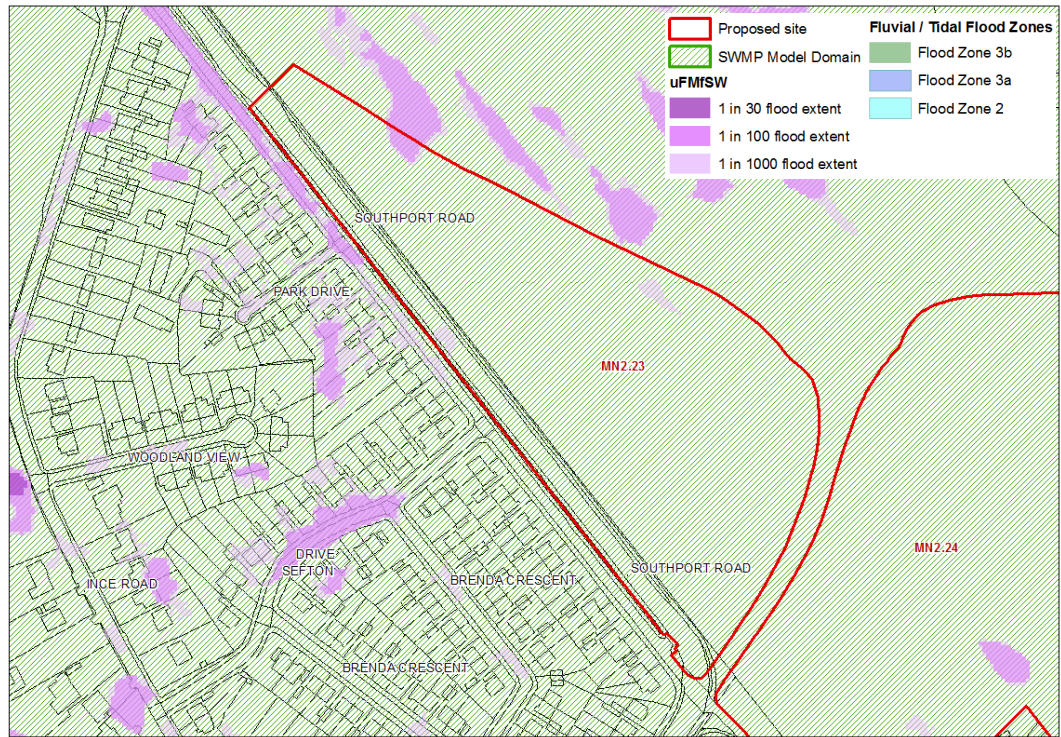 Proposed site
SWMP Model Domain
uFMfSW
1 in 30 flood extent
1 in 100 flood extent
1 in 1000 flood extent
Fluvial / Tidal Flood Zones
Flood Zone 3b
Flood Zone 3a
Flood Zone 2
SOUTHPORT ROAD
PARK DRIVE
MN2.23
WOODLAND VIEW
MN2.24
DRIVE
SEFTON
SOUTHPORT ROAD
INCE ROAD
BRENDA CRESCENT
BRENDA CRESCENT